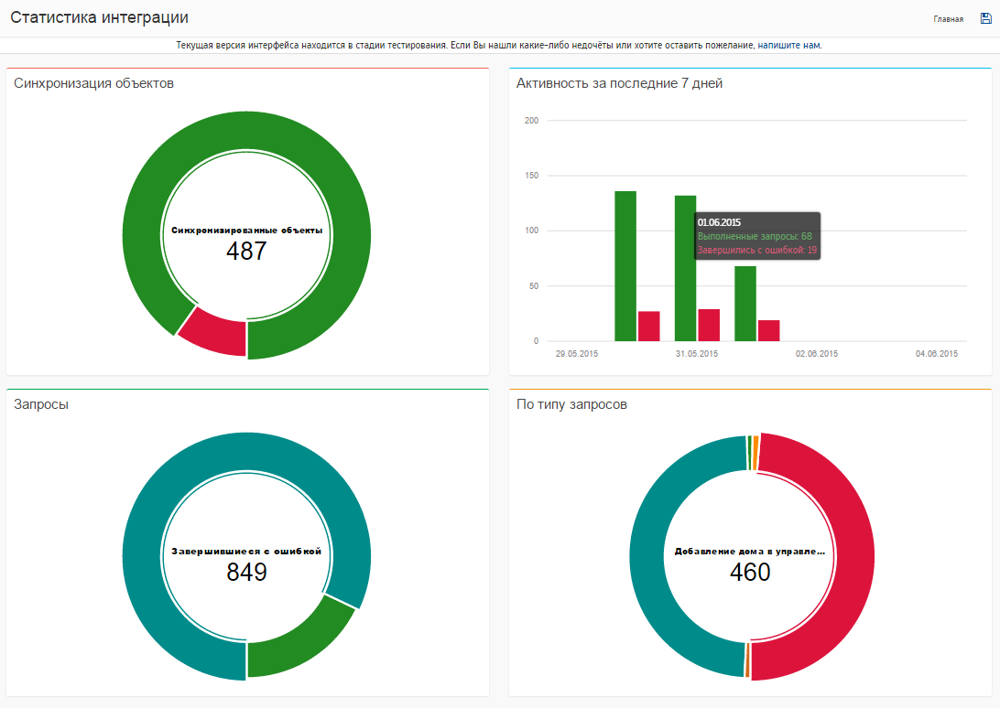 Статистика интеграции
Главная
Текущая версия интерфейса находится в стадии тестирования. Если Вы нашли какие-либо недочёты или хотите оставить пожелание, напишите нам.
Синхронизация объектов
Синхронизированные объекты
487
Активность за последние 7 дней
200
150
100
50
0
01.06.2015
Выполненные запросы: 68
Завершились с ошибкой: 19
29.05.2015
31.05.2015
02.06.2015
04.06.2015
Запросы
Завершившиеся с ошибкой
849
По типу запросов
Добавление дома в управле...
460